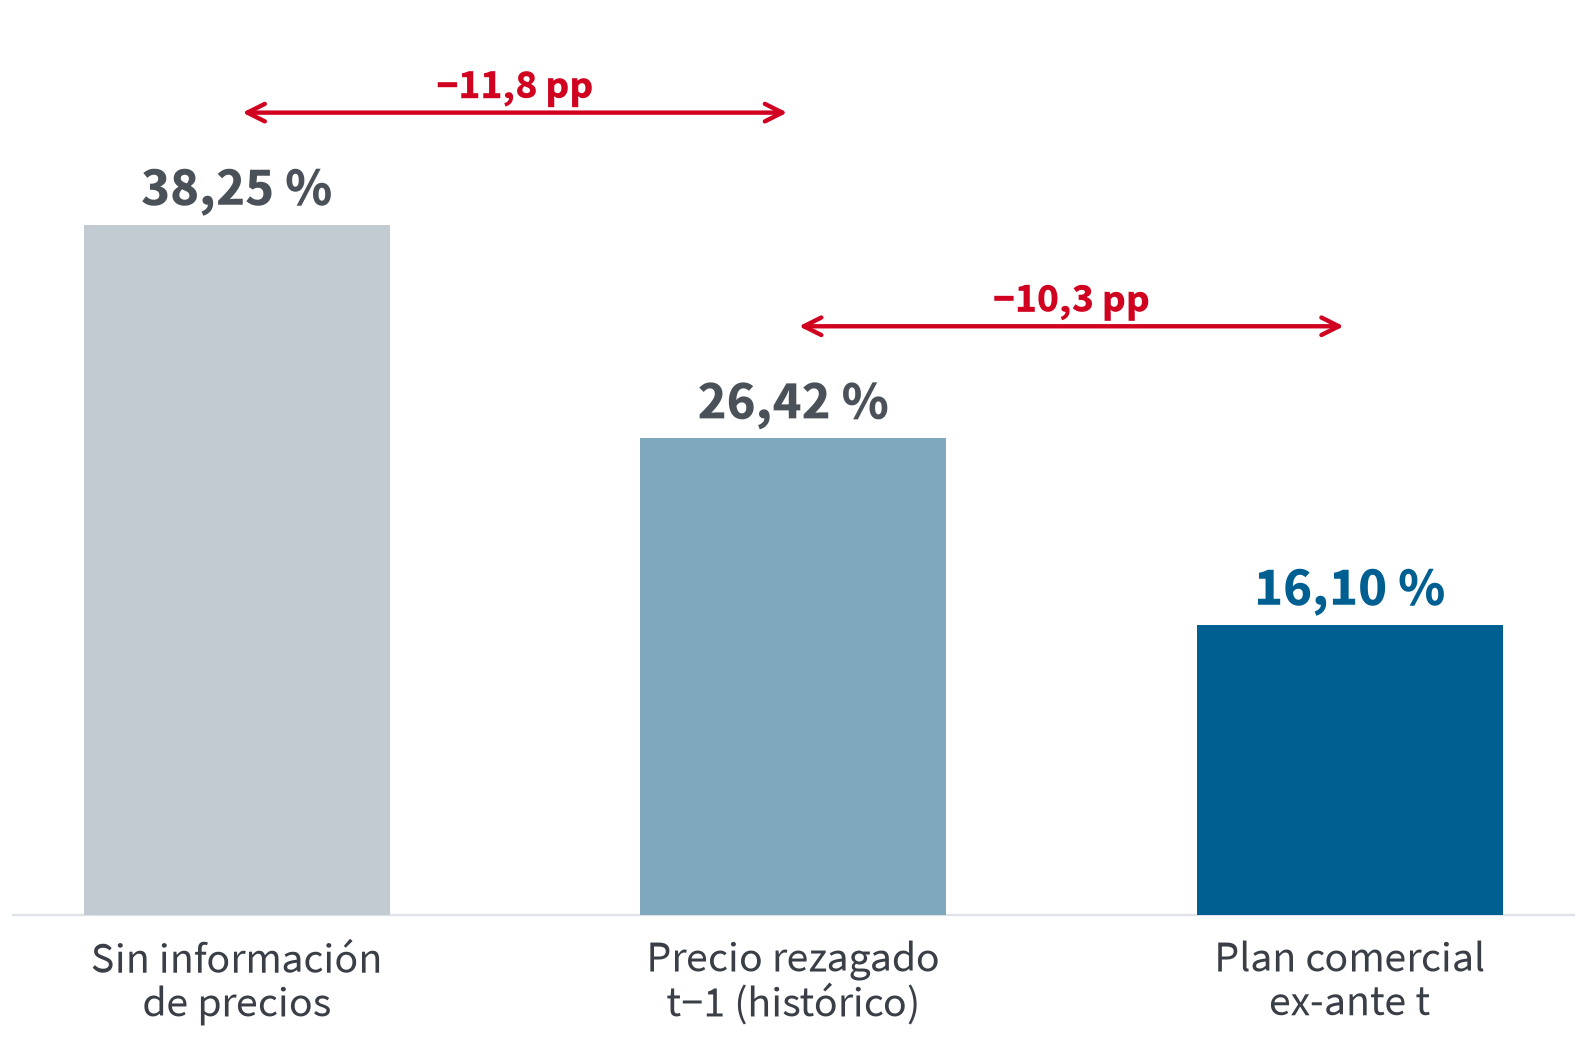 −11,8 pp
38,25 %
−10,3 pp
26,42 %
16,10 %
Sin información
de precios
Precio rezagado
t−1 (histórico)
Plan comercial
ex-ante t